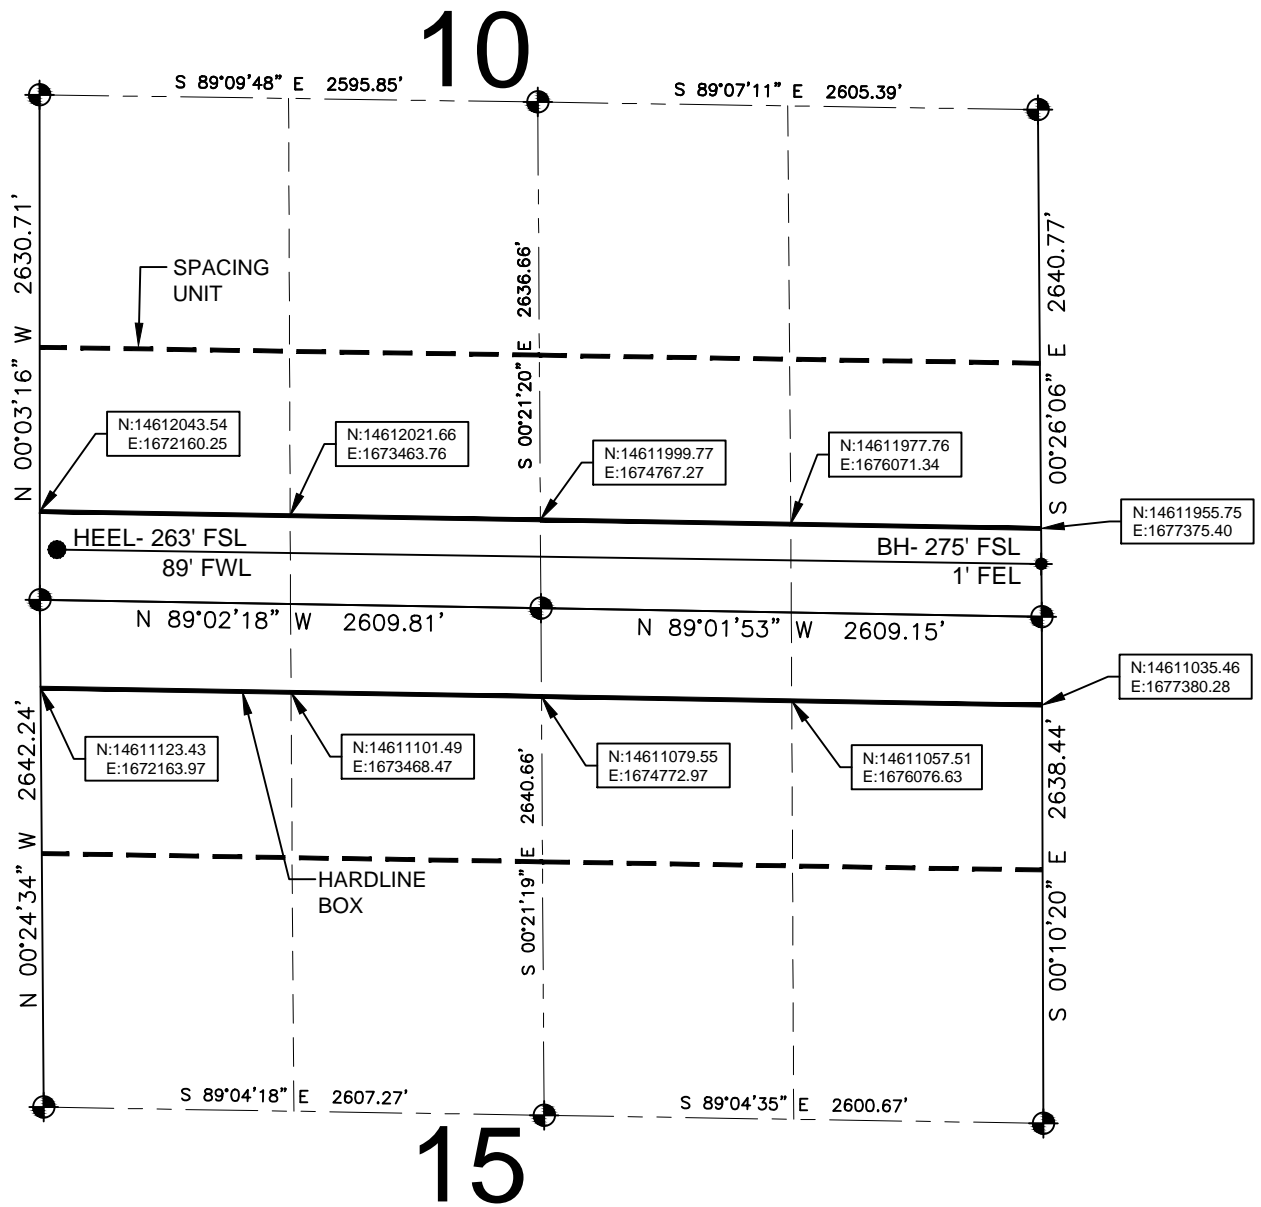 10
S 89°09'48" E 2595.85'
S 89°07'11" E 2605.39'
N 00°03'16" W 2630.71'
S 00°21'20" E 2636.66'
S 00°26'06" E 2640.77'
SPACING
UNIT
N:14612043.54
E:1672160.25
N:14612021.66
E:1673463.76
N:14611999.77
E:1674767.27
N:14611977.76
E:1676071.34
N:14611955.75
E:1677375.40
HEEL- 263' FSL
89' FWL
BH- 275' FSL
1' FEL
N 89°02'18" W 2609.81'
N 89°01'53" W 2609.15'
N:14611035.46
E:1677380.28
N:14611123.43
E:1672163.97
N:14611101.49
E:1673468.47
N:14611079.55
E:1674772.97
N:14611057.51
E:1676076.63
N 00°24'34" W 2642.24'
S 00°21'19" E 2640.66'
S 00°10'20" E 2638.44'
HARDLINE
BOX
S 89°04'18" E 2607.27'
S 89°04'35" E 2600.67'
15